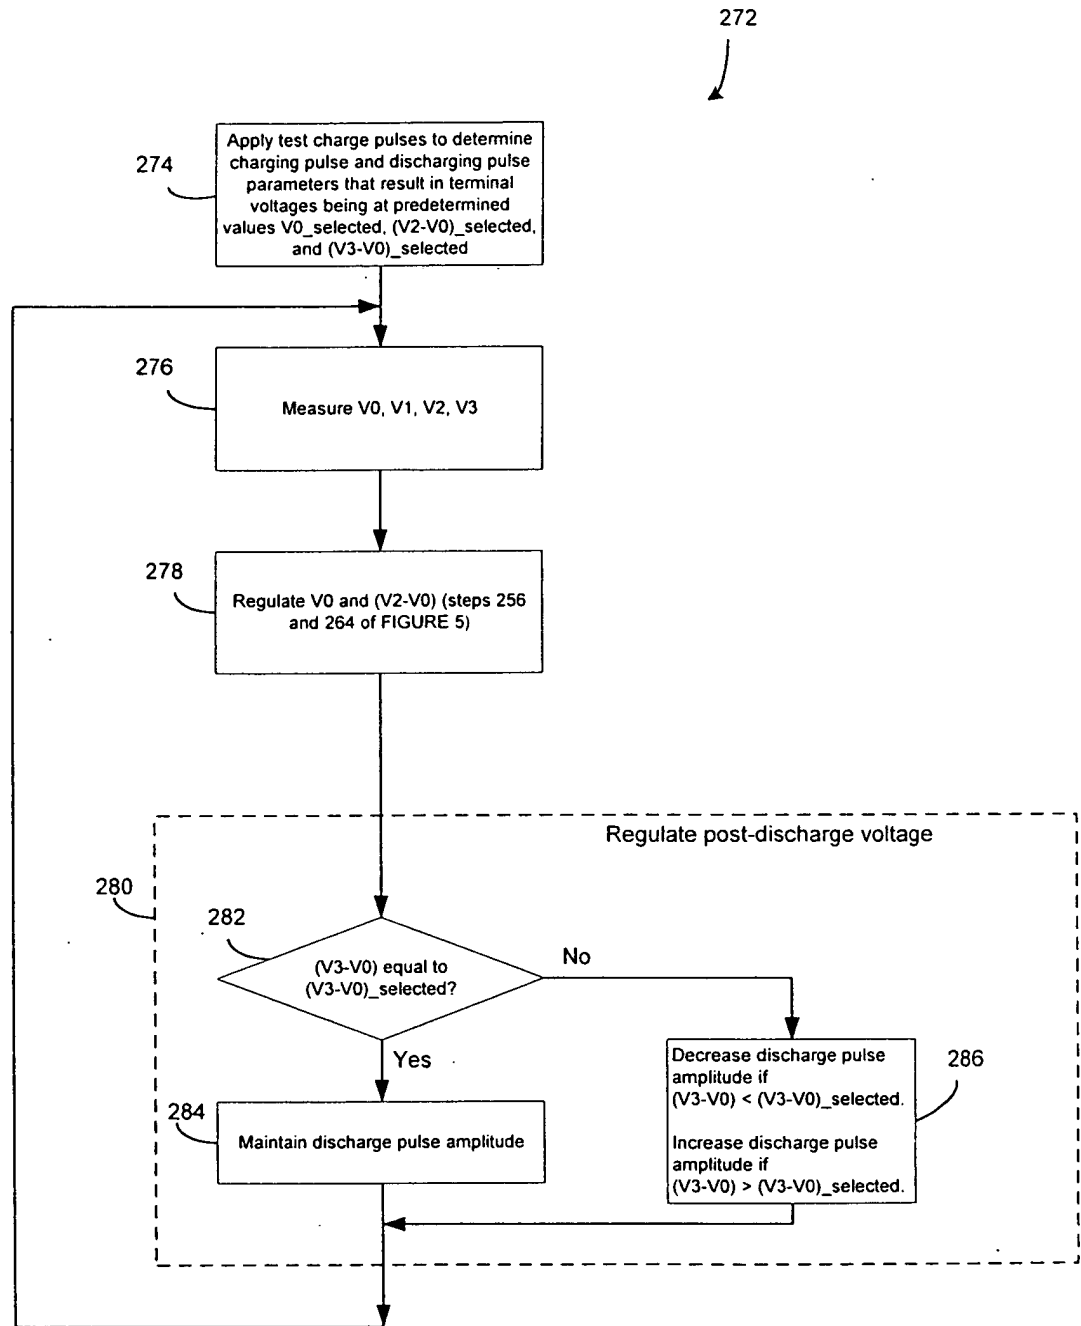 272
274
Apply test charge pulses to determine
charging pulse and discharging pulse
parameters that result in terminal
voltages being at predetermined
values V0_selected, (V2-V0)_selected,
and (V3-V0)_selected
276
Measure V0, V1, V2, V3
278
Regulate V0 and (V2-V0) (steps 256
and 264 of FIGURE 5)
Regulate post-discharge voltage
280
282
(V3-V0) equal to
(V3-V0)_selected?
No
Yes
284
Maintain discharge pulse amplitude
286
Decrease discharge pulse
amplitude if
(V3-V0) < (V3-V0)_selected.
Increase discharge pulse
amplitude if
(V3-V0) > (V3-V0)_selected.